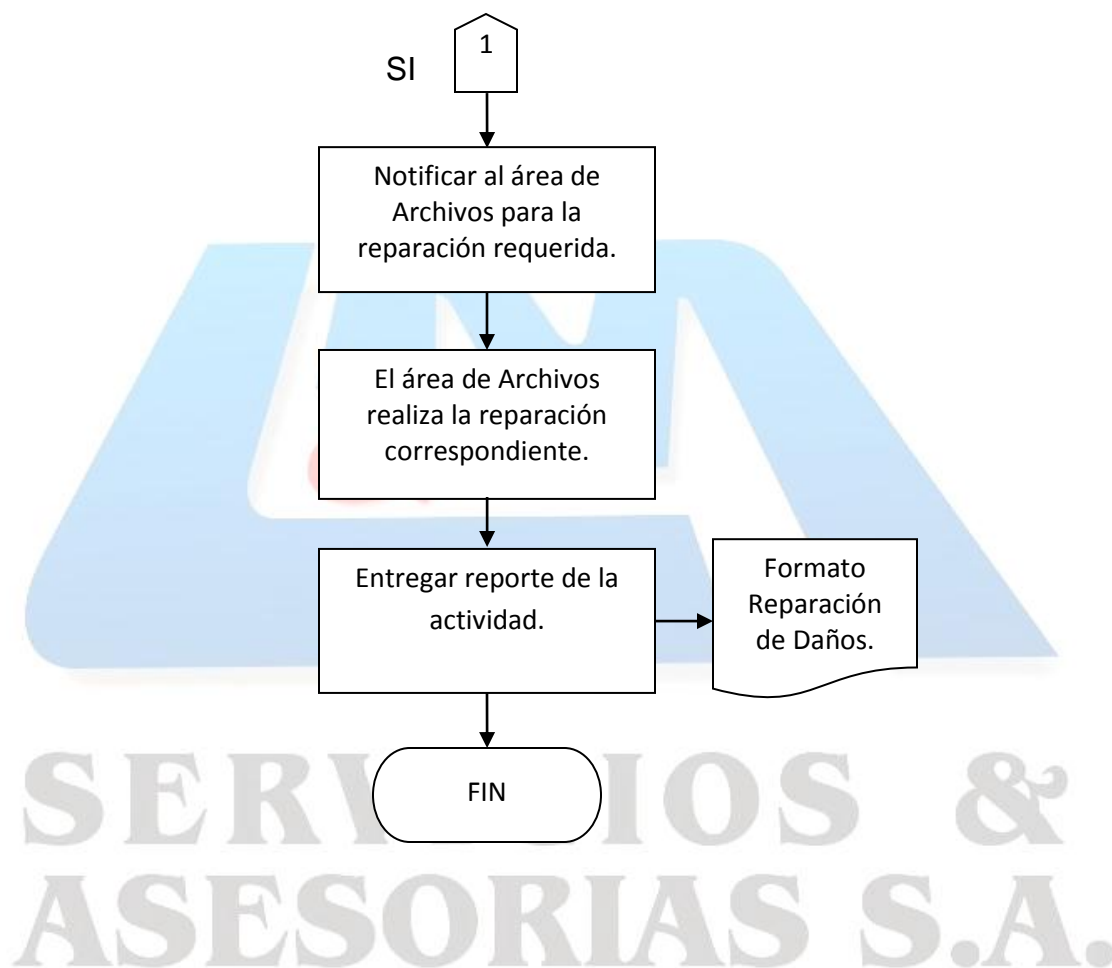 1
SI
Notificar al área de
Archivos para la
reparación requerida.
El área de Archivos
realiza la reparación
correspondiente.
Entregar reporte de la
actividad.
Formato
Reparación
de Daños.
FIN
SERVICIOS &
ASESORIAS S.A.